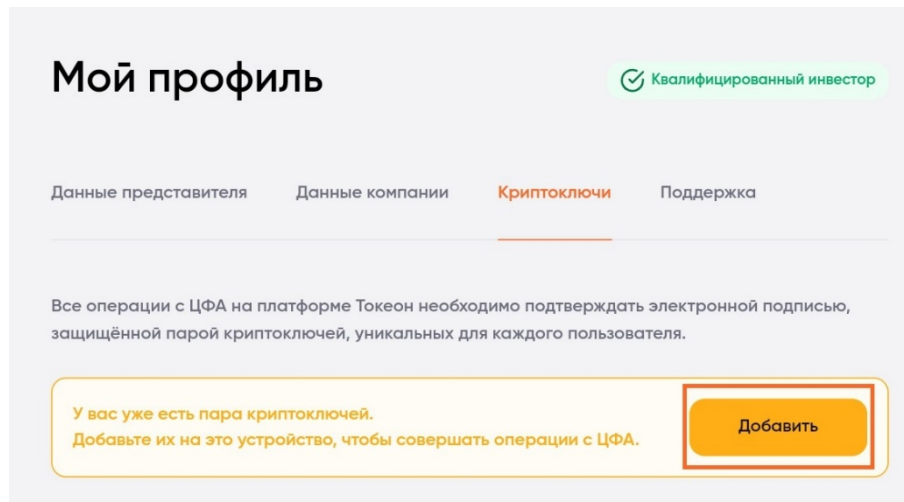 Мой профиль
Квалифицированный инвестор
Данные представителя Данные компании Криптоключи Поддержка
Все операции с ЦФА на платформе Токеон необходимо подтверждать электронной подписью,
защищённой парой криптоключей, уникальных для каждого пользователя.
У вас уже есть пара криптоключей.
Добавьте их на это устройство, чтобы совершать операции с ЦФА.
Добавить